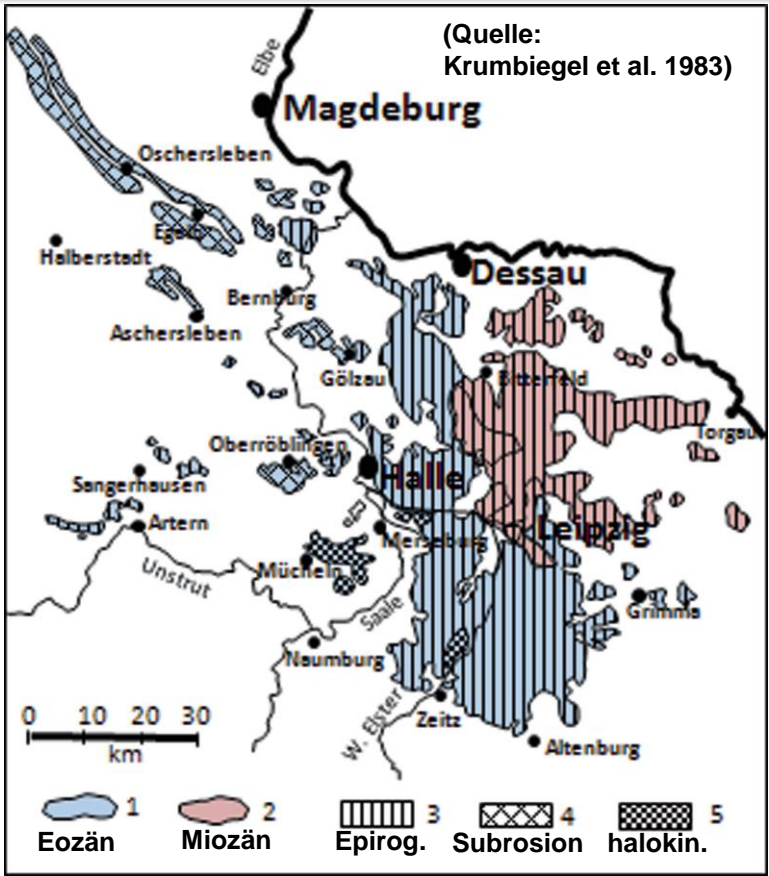 (Quelle:
Krumbiegel et al. 1983)
Elbe
Magdeburg
Oschersleben
Egeln
Halberstadt
Dessau
Bernburg
Aschersleben
Gölzau
Bitterfeld
Torgau
Oberröblingen
Halle
Sangerhausen
Artern
Leipzig
Merseburg
Mücheln
Unstrut
Saale
Grimma
Naumburg
Zeitz
W. Elster
Altenburg
0 10 20 30
km
1 2 3 4 5
Eozän Miozän Epirog. Subrosion halokin.